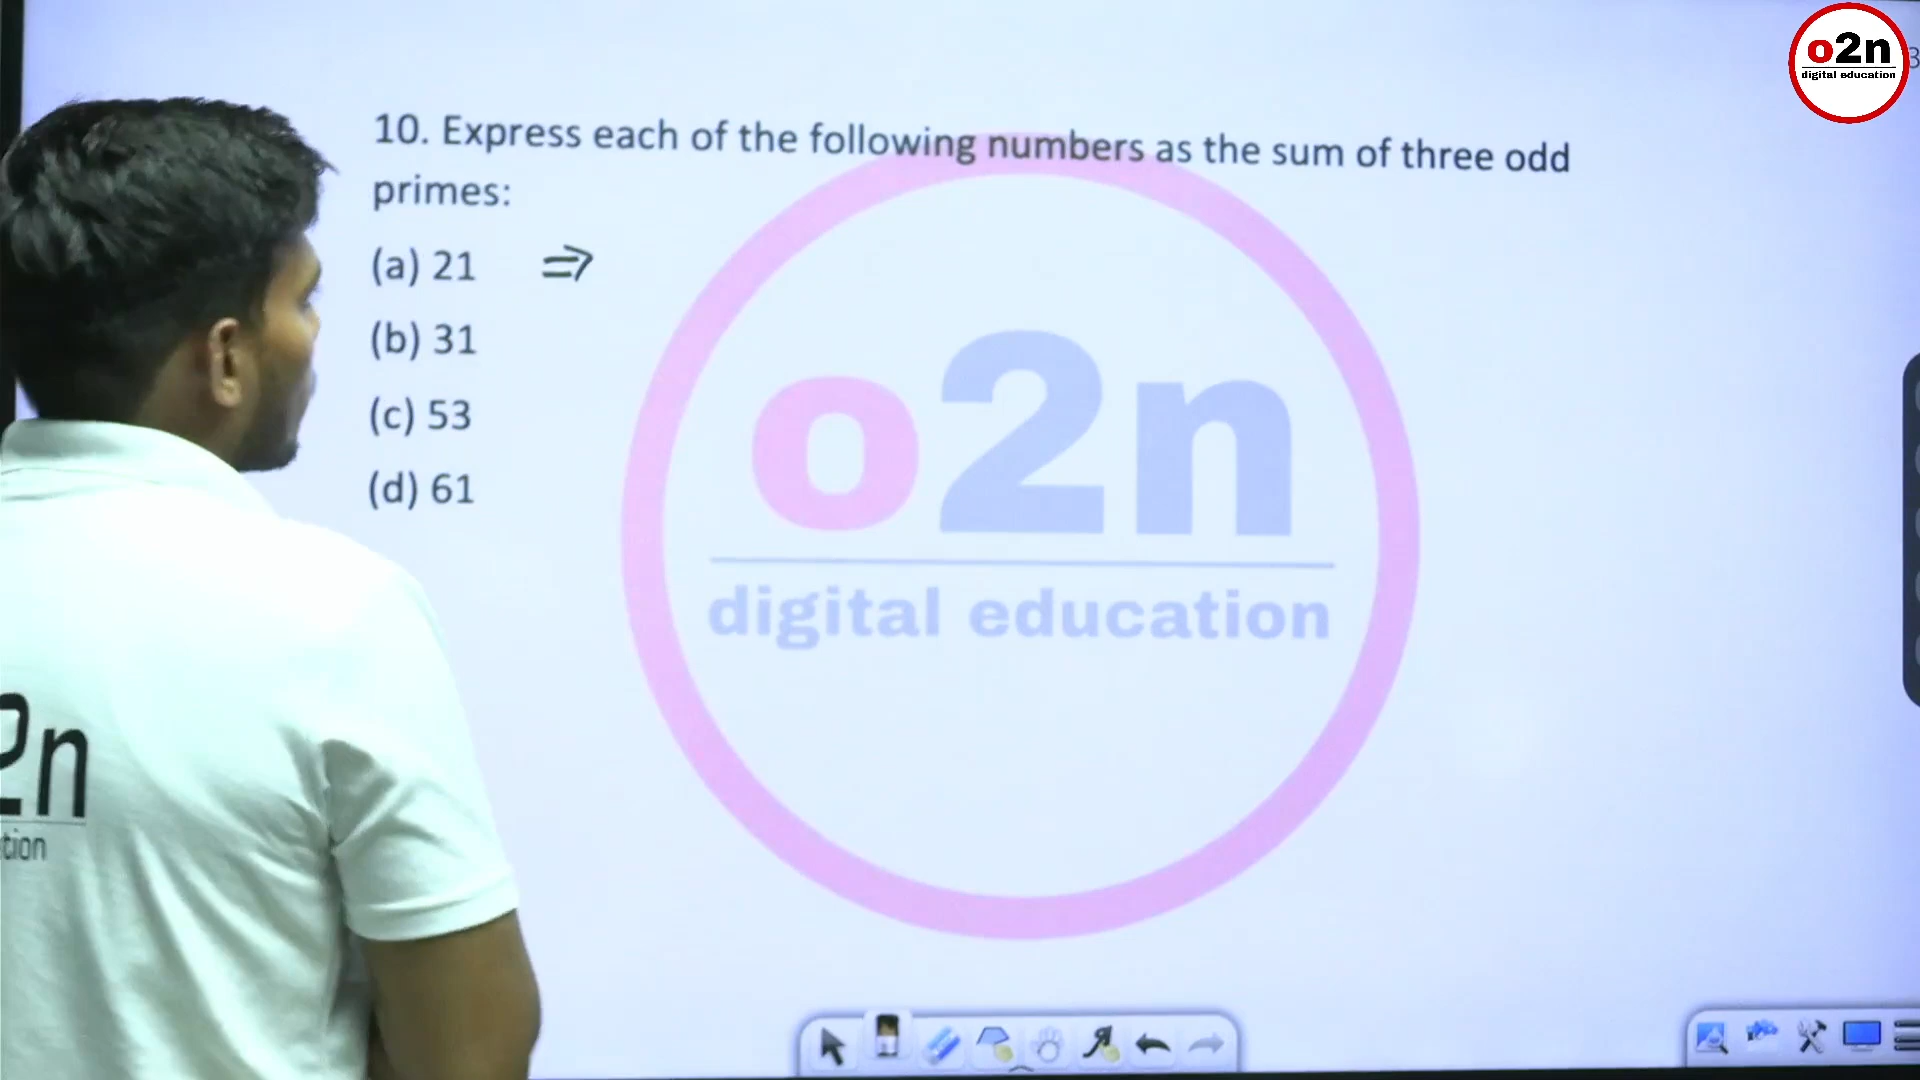 o2n
digital education
10. Express each of the following numbers as the sum of three odd
primes:
(a) 21 ⇒
(b) 31
(c) 53
(d) 61
o2n
digital education
2n
tion
3